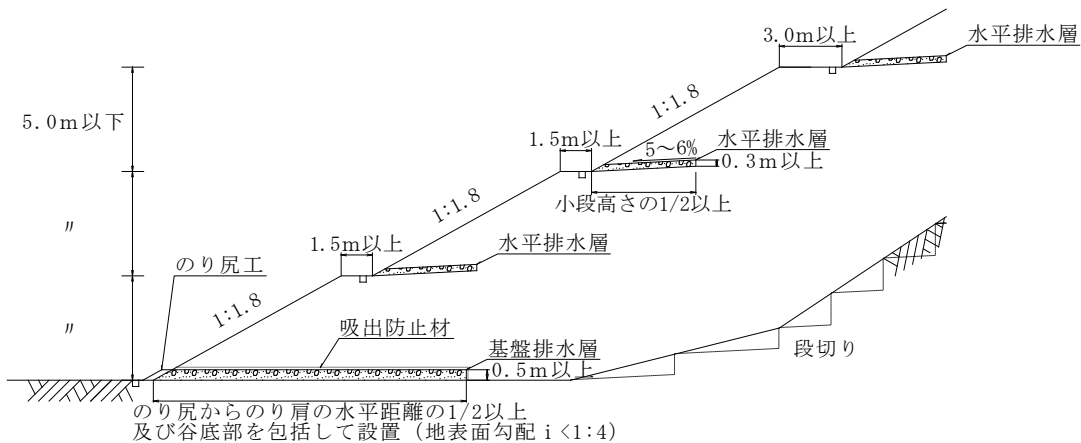 3.0m以上
水平排水層
1:1.8
5.0m以下
1.5m以上
5～6%
水平排水層
0.3m以上
小段高さの1/2以上
1:1.8
〃
1.5m以上
水平排水層
のり尻工
1:1.8
〃
吸出防止材
基盤排水層
0.5m以上
段切り
のり尻からのり肩の水平距離の1/2以上
及び谷底部を包括して設置（地表面勾配 i<1:4）